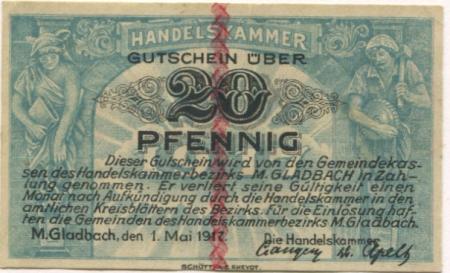 HANDELSKAMMER
GUTSCHEIN ÜBER
20
PFENNIG
Dieser Gutschein wird von den Gemeindekas-
sen des Handelskammerbezirks M. GLADBACH in Zah-
lung genommen. Er verliert seine Gültigkeit einen
Monat nach Aufkündigung durch die Handelskammer in den
amtlichen Kreisblättern des Bezirks. Für die Einlösung haf-
ten die Gemeinden des Handelskammerbezirks M. Gladbach.
M. Gladbach, den 1. Mai 1917. Die Handelskammer
RHEYDT.